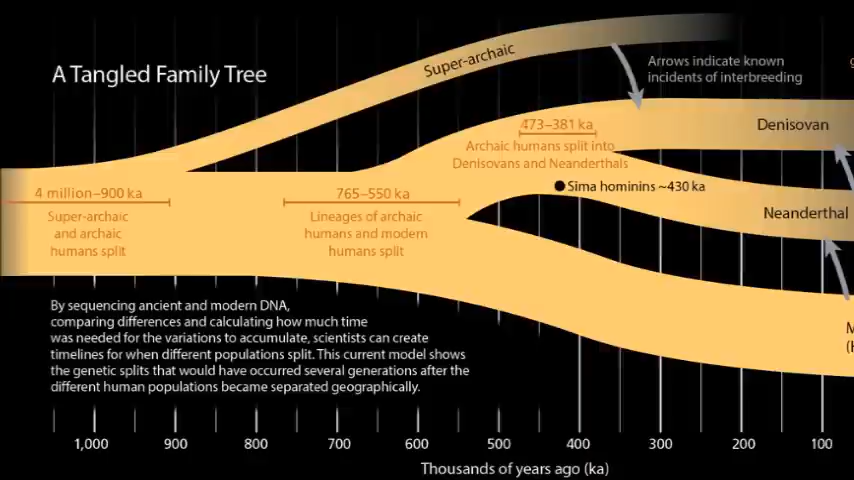 A Tangled Family Tree
Super-archaic
Arrows indicate known
incidents of interbreeding
473–381 ka
Archaic humans split into
Denisovans and Neanderthals
Denisovan
Sima hominins ~430 ka
Neanderthal
4 million–900 ka
Super-archaic
and archaic
humans split
765–550 ka
Lineages of archaic
humans and modern
humans split
By sequencing ancient and modern DNA,
comparing differences and calculating how much time
was needed for the variations to accumulate, scientists can create
timelines for when different populations split. This current model shows
the genetic splits that would have occurred several generations after the
different human populations became separated geographically.
1,000 900 800 700 600 500 400 300 200 100
Thousands of years ago (ka)